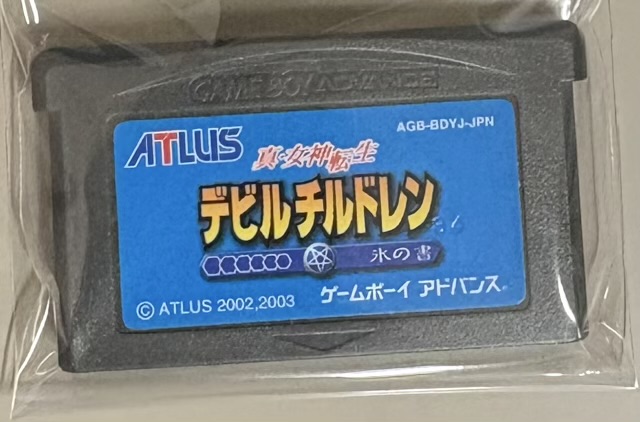 GAME BOY ADVANCE
ATLUS
AGB-BDYJ-JPN
真・女神転生
デビルチルドレン
氷の書
© ATLUS 2002,2003
ゲームボーイ アドバンス